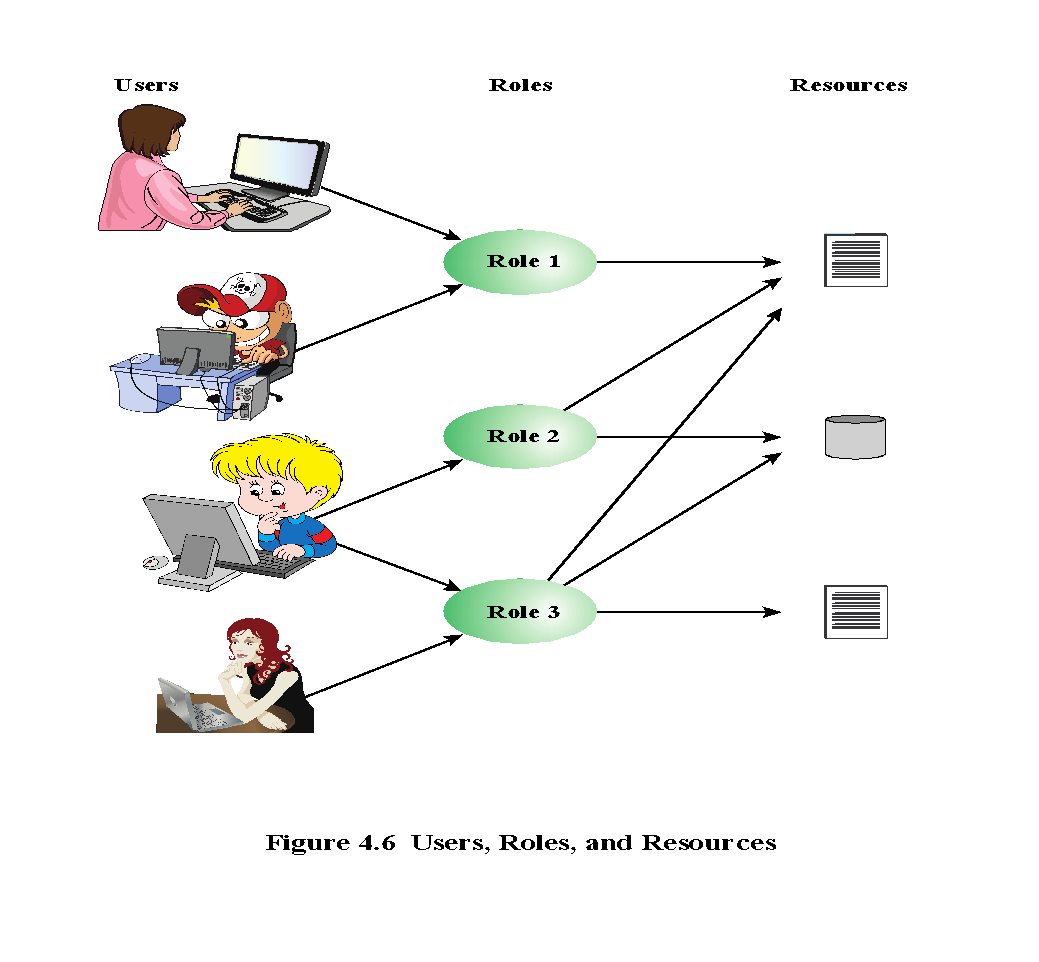 Users Roles Resources
Role 1
Role 2
Role 3
Figure 4.6 Users, Roles, and Resources